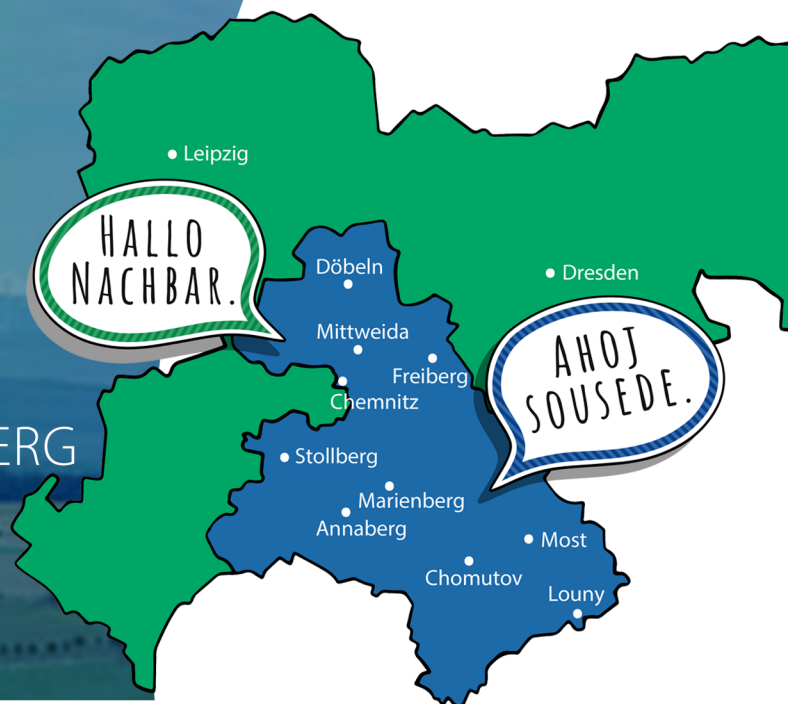 Leipzig
HALLO
NACHBAR.
Döbeln
Dresden
Mittweida
Freiberg
AHOJ
SOUSEDE.
Chemnitz
ERG
Stollberg
Marienberg
Annaberg
Most
Chomutov
Louny